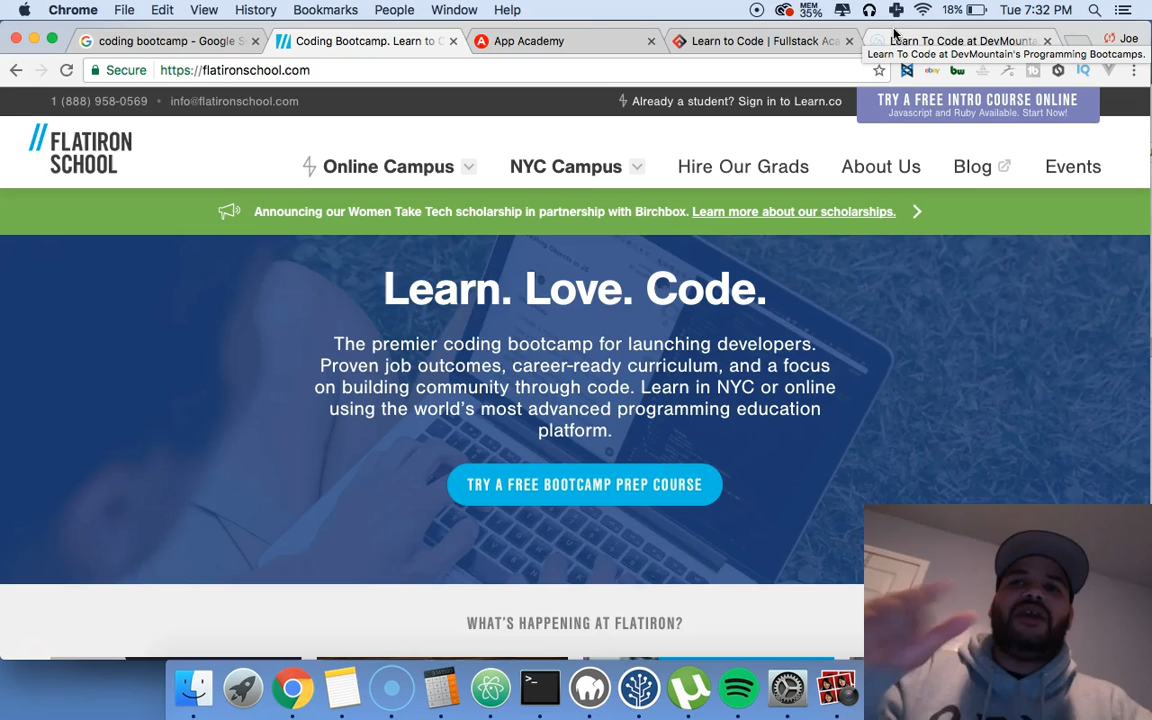 Chrome File Edit View History Bookmarks People Window Help
MEM 35% 18% Tue 7:32 PM
coding bootcamp - Google S
Coding Bootcamp. Learn to C
App Academy
Learn to Code | Fullstack Aca
Learn To Code at DevMounta
Joe
Learn To Code at DevMountain's Programming Bootcamps.
Secure https://flatironschool.com
ebay bw 1b IQ
1 (888) 958-0569 • info@flatironschool.com
Already a student? Sign in to Learn.co
TRY A FREE INTRO COURSE ONLINE
Javascript and Ruby Available. Start Now!
FLATIRON
SCHOOL
Online Campus NYC Campus Hire Our Grads About Us Blog Events
Announcing our Women Take Tech scholarship in partnership with Birchbox. Learn more about our scholarships.
Learn. Love. Code.
The premier coding bootcamp for launching developers.
Proven job outcomes, career-ready curriculum, and a focus
on building community through code. Learn in NYC or online
using the world's most advanced programming education
platform.
TRY A FREE BOOTCAMP PREP COURSE
WHAT'S HAPPENING AT FLATIRON?